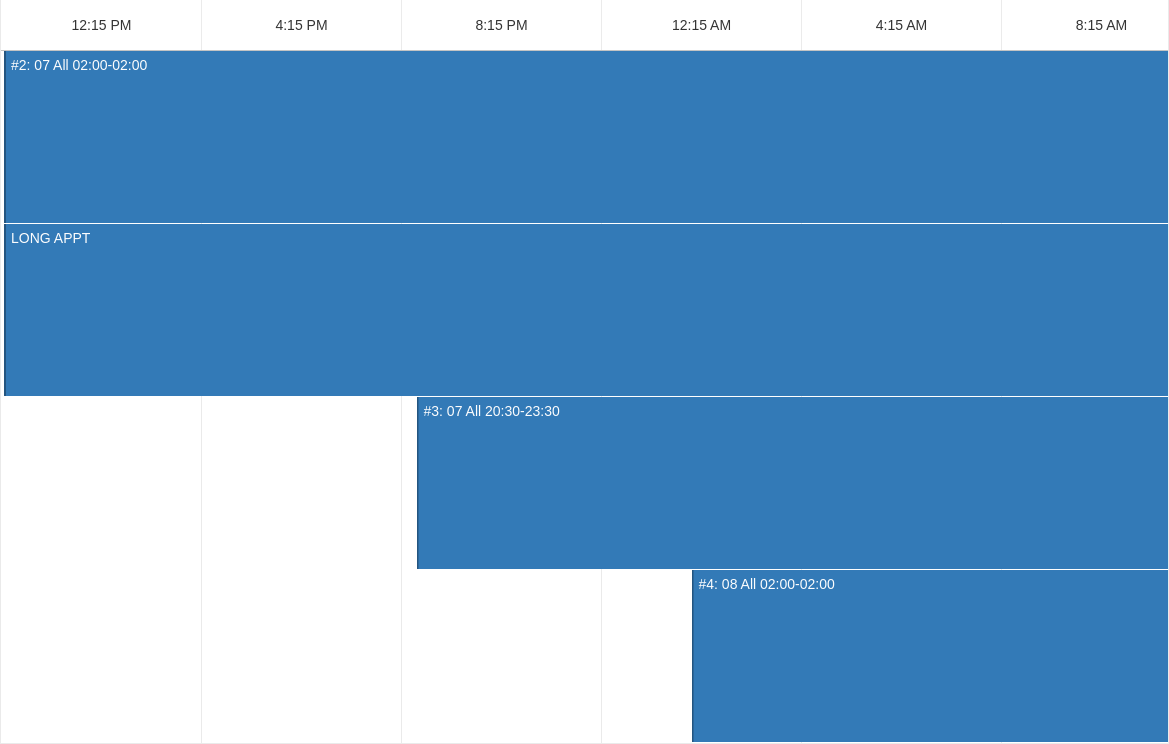 12:15 PM 4:15 PM 8:15 PM 12:15 AM 4:15 AM 8:15 AM
#2: 07 All 02:00-02:00
LONG APPT
#3: 07 All 20:30-23:30
#4: 08 All 02:00-02:00